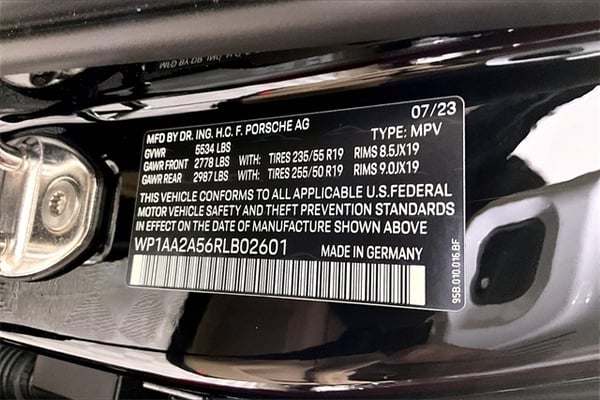 07/23
MFD BY DR. ING. H.C. F. PORSCHE AG
TYPE: MPV
GVWR 5534 LBS
GAWR FRONT 2778 LBS WITH: TIRES 235/55 R19 RIMS 8.5JX19
GAWR REAR 2987 LBS WITH: TIRES 255/50 R19 RIMS 9.0JX19
THIS VEHICLE CONFORMS TO ALL APPLICABLE U.S.FEDERAL
MOTOR VEHICLE SAFETY AND THEFT PREVENTION STANDARDS
IN EFFECT ON THE DATE OF MANUFACTURE SHOWN ABOVE
WP1AA2A56RLB02601 MADE IN GERMANY
95B.010.016.BF